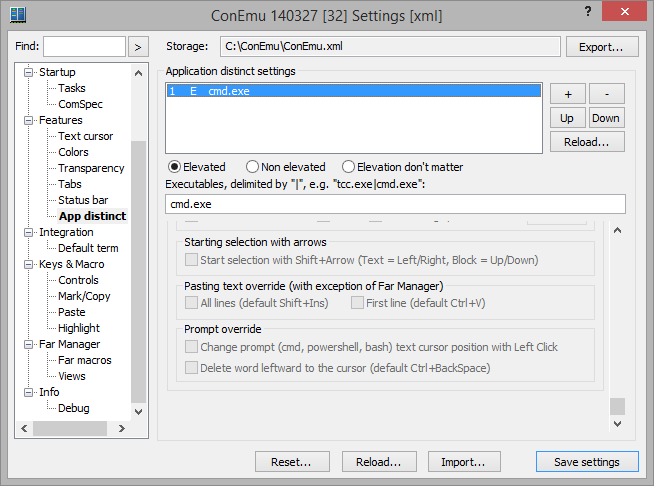 ConEmu 140327 [32] Settings [xml]
Find:
>
Storage:
C:\ConEmu\ConEmu.xml
Export...
Startup
Tasks
ComSpec
Features
Text cursor
Colors
Transparency
Tabs
Status bar
App distinct
Integration
Default term
Keys & Macro
Controls
Mark/Copy
Paste
Highlight
Far Manager
Far macros
Views
Info
Debug
Application distinct settings
1 E cmd.exe
+ -
Up Down
Reload...
Elevated Non elevated Elevation don't matter
Executables, delimited by "|", e.g. "tcc.exe|cmd.exe":
cmd.exe
Starting selection with arrows
Start selection with Shift+Arrow (Text = Left/Right, Block = Up/Down)
Pasting text override (with exception of Far Manager)
All lines (default Shift+Ins) First line (default Ctrl+V)
Prompt override
Change prompt (cmd, powershell, bash) text cursor position with Left Click
Delete word leftward to the cursor (default Ctrl+BackSpace)
Reset... Reload... Import... Save settings